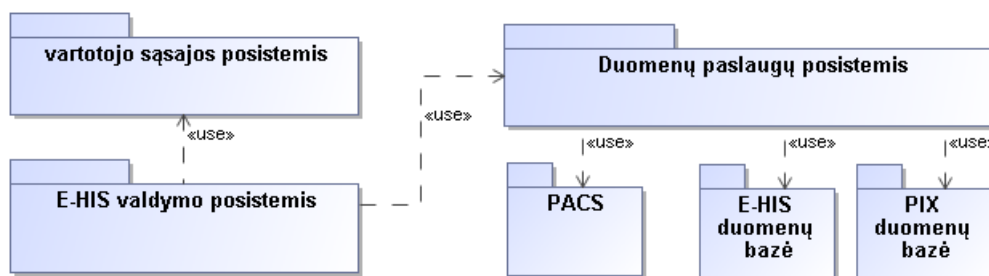 vartotojo sąsajos posistemis
Duomenų paslaugų posistemis
«use»
«use»
«use»
«use»
«use»
E-HIS valdymo posistemis
PACS
E-HIS
duomenų
bazė
PIX
duomenų
bazė